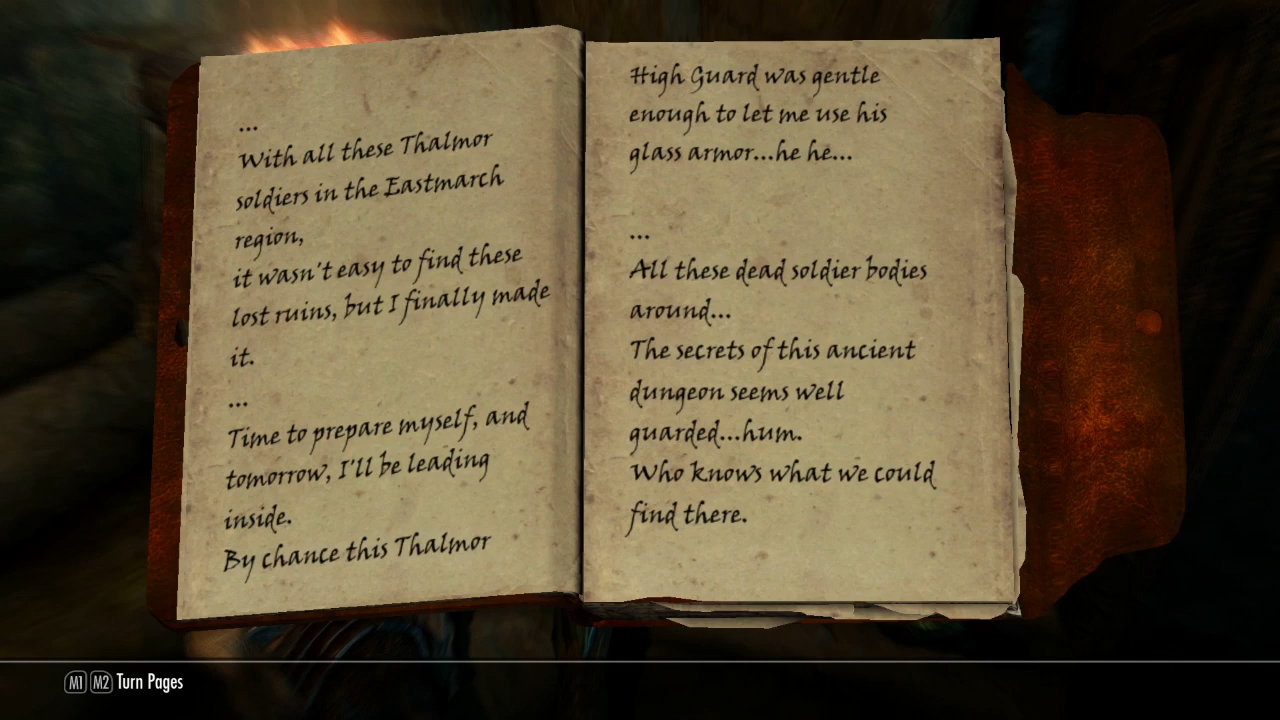 ...
With all these Thalmor
soldiers in the Eastmarch
region,
it wasn't easy to find these
lost ruins, but I finally made
it.
...
Time to prepare myself, and
tomorrow, I'll be leading
inside.
By chance this Thalmor
High Guard was gentle
enough to let me use his
glass armor...he he...
...
All these dead soldier bodies
around...
The secrets of this ancient
dungeon seems well
guarded...hum.
Who knows what we could
find there.
M1 M2 Turn Pages